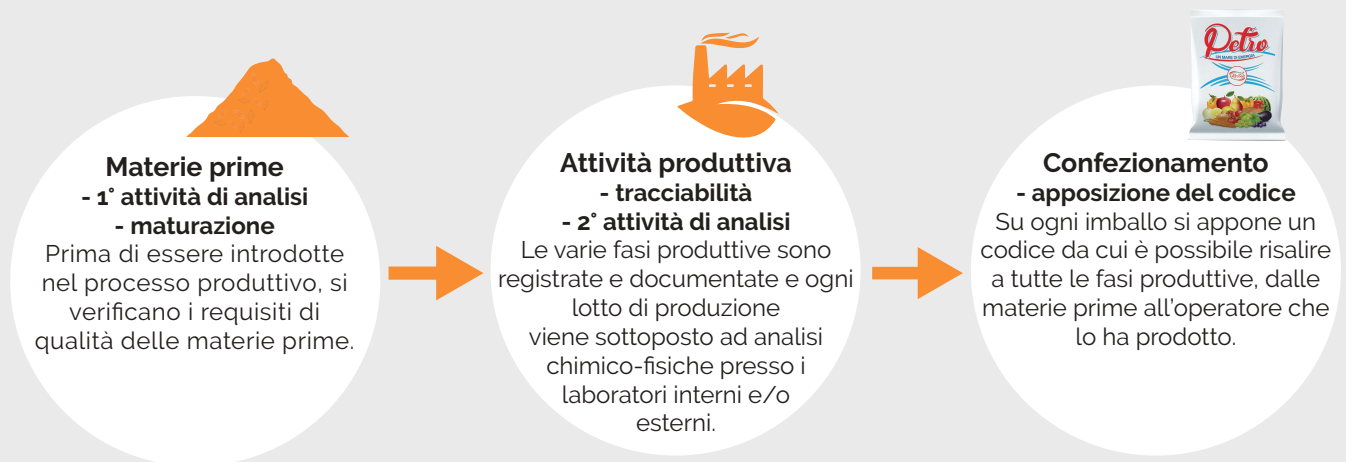 Materie prime
- 1° attività di analisi
- maturazione
Prima di essere introdotte
nel processo produttivo, si
verificano i requisiti di
qualità delle materie prime.
Attività produttiva
- tracciabilità
- 2° attività di analisi
Le varie fasi produttive sono
registrate e documentate e ogni
lotto di produzione
viene sottoposto ad analisi
chimico-fisiche presso i
laboratori interni e/o
esterni.
Petro
UN MARE DI ENERGIA
Confezionamento
- apposizione del codice
Su ogni imballo si appone un
codice da cui è possibile risalire
a tutte le fasi produttive, dalle
materie prime all'operatore che
lo ha prodotto.